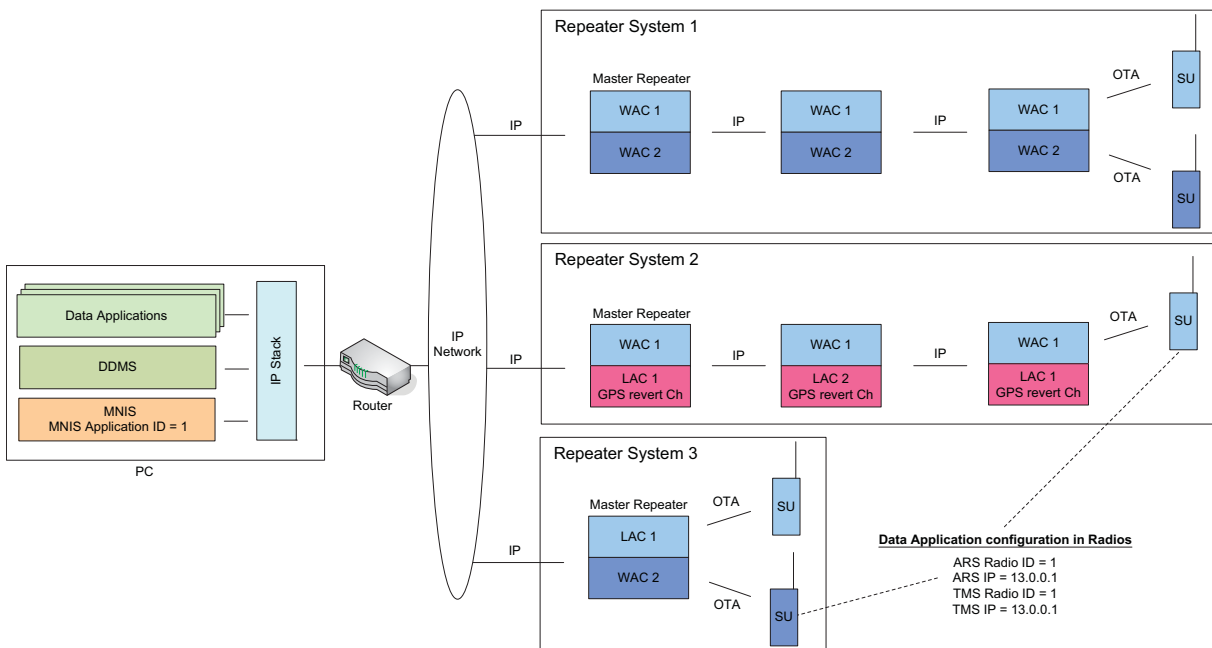 Repeater System 1
Master Repeater
WAC 1
WAC 2
IP
WAC 1
WAC 2
IP
WAC 1
WAC 2
OTA
SU
OTA
SU
IP
Repeater System 2
Master Repeater
WAC 1
LAC 1
GPS revert Ch
IP
WAC 1
LAC 2
GPS revert Ch
IP
WAC 1
LAC 1
GPS revert Ch
OTA
SU
IP
Data Applications
DDMS
MNIS
MNIS Application ID = 1
IP Stack
PC
Router
IP
Network
Repeater System 3
Master Repeater
LAC 1
WAC 2
OTA
SU
OTA
SU
IP
Data Application configuration in Radios
ARS Radio ID = 1
ARS IP = 13.0.0.1
TMS Radio ID = 1
TMS IP = 13.0.0.1